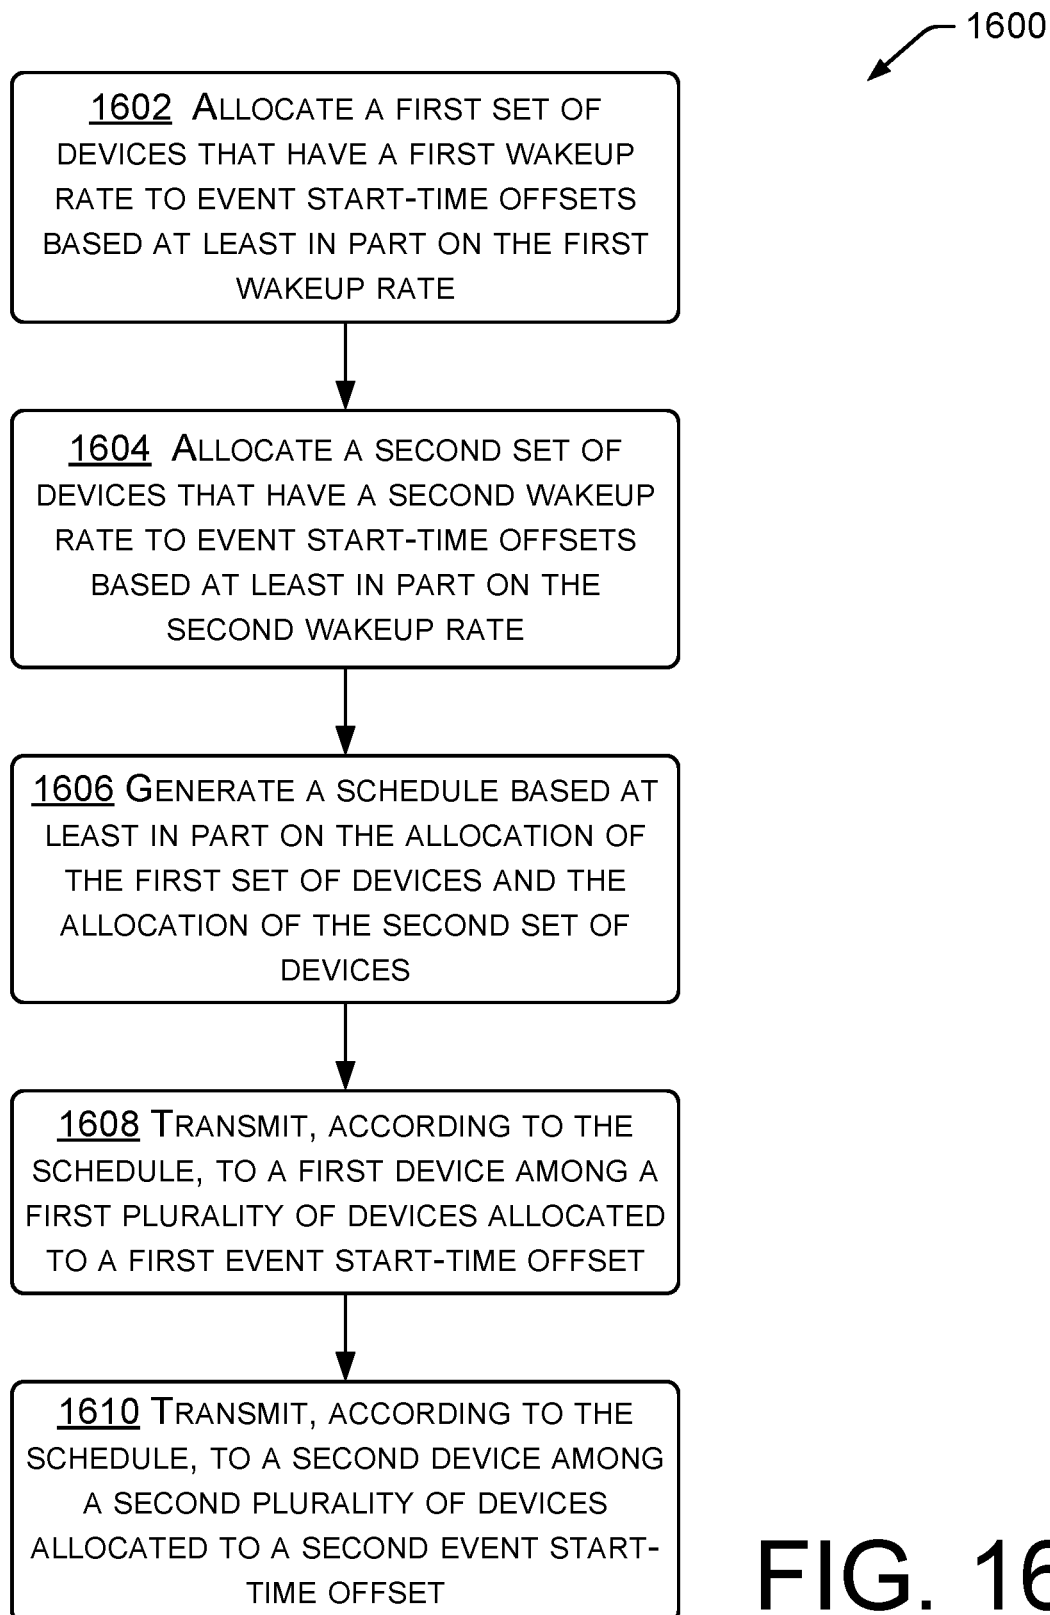 1600
1602 ALLOCATE A FIRST SET OF
DEVICES THAT HAVE A FIRST WAKEUP
RATE TO EVENT START-TIME OFFSETS
BASED AT LEAST IN PART ON THE FIRST
WAKEUP RATE
1604 ALLOCATE A SECOND SET OF
DEVICES THAT HAVE A SECOND WAKEUP
RATE TO EVENT START-TIME OFFSETS
BASED AT LEAST IN PART ON THE
SECOND WAKEUP RATE
1606 GENERATE A SCHEDULE BASED AT
LEAST IN PART ON THE ALLOCATION OF
THE FIRST SET OF DEVICES AND THE
ALLOCATION OF THE SECOND SET OF
DEVICES
1608 TRANSMIT, ACCORDING TO THE
SCHEDULE, TO A FIRST DEVICE AMONG A
FIRST PLURALITY OF DEVICES ALLOCATED
TO A FIRST EVENT START-TIME OFFSET
1610 TRANSMIT, ACCORDING TO THE
SCHEDULE, TO A SECOND DEVICE AMONG
A SECOND PLURALITY OF DEVICES
ALLOCATED TO A SECOND EVENT START-
TIME OFFSET
FIG. 16